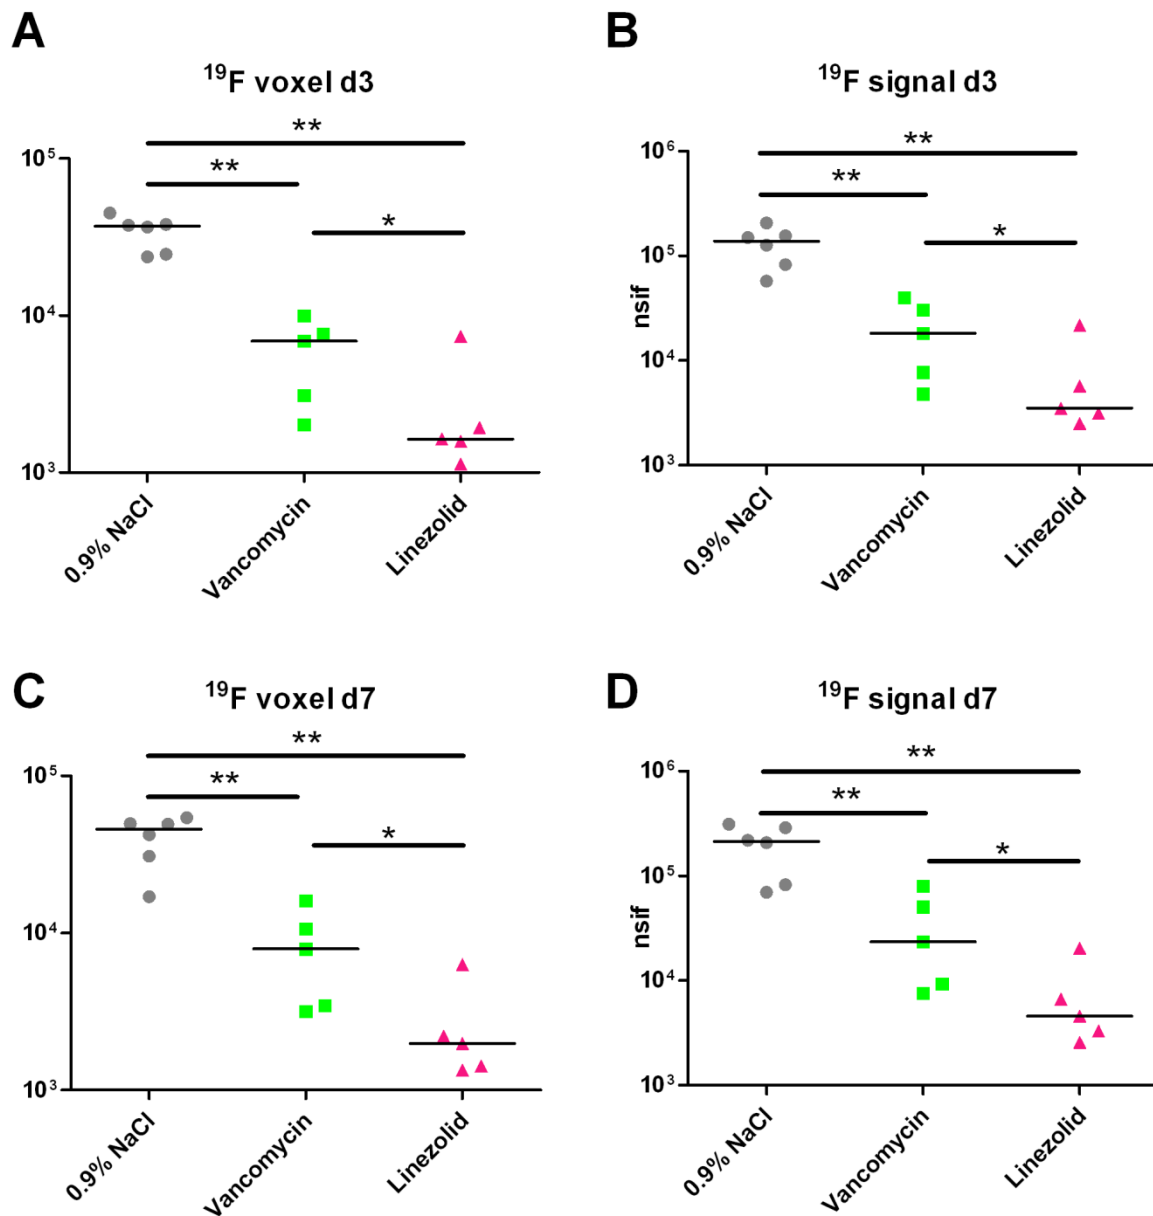 A
¹⁹F voxel d3
**
**
*
10⁵
10⁴
10³
0.9% NaCl
Vancomycin
Linezolid
B
¹⁹F signal d3
**
**
*
nsif
10⁶
10⁵
10⁴
10³
0.9% NaCl
Vancomycin
Linezolid
C
¹⁹F voxel d7
**
**
*
10⁵
10⁴
10³
0.9% NaCl
Vancomycin
Linezolid
D
¹⁹F signal d7
**
**
*
nsif
10⁶
10⁵
10⁴
10³
0.9% NaCl
Vancomycin
Linezolid